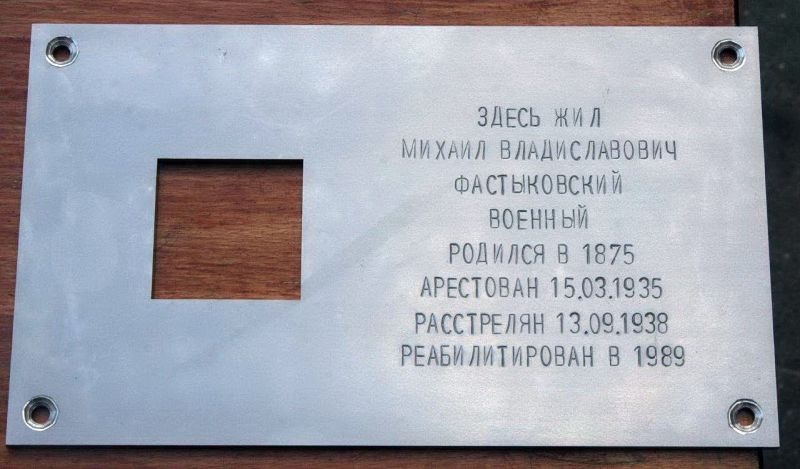 ЗДЕСЬ ЖИЛ
МИХАИЛ ВЛАДИСЛАВОВИЧ
ФАСТЫКОВСКИЙ
ВОЕННЫЙ
РОДИЛСЯ В 1875
АРЕСТОВАН 15.03.1935
РАССТРЕЛЯН 13.09.1938
РЕАБИЛИТИРОВАН В 1989